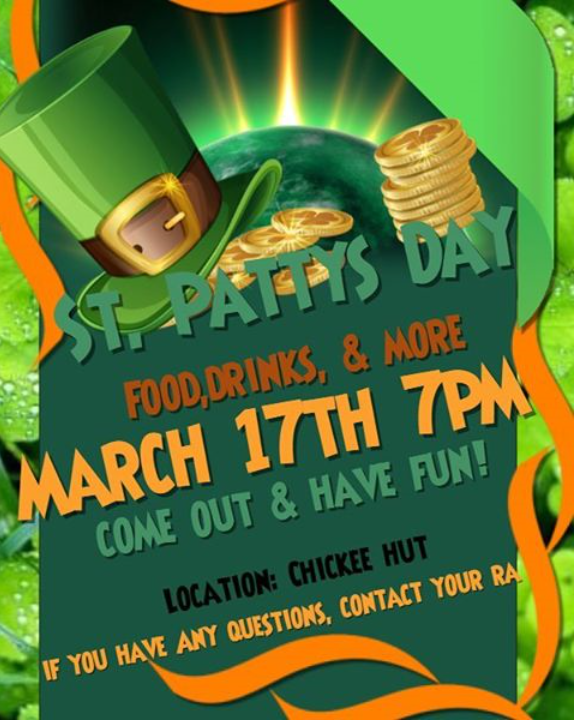 ST. PATTYS DAY
FOOD,DRINKS, & MORE
MARCH 17TH 7PM
COME OUT & HAVE FUN!
LOCATION: CHICKEE HUT
IF YOU HAVE ANY QUESTIONS, CONTACT YOUR RA